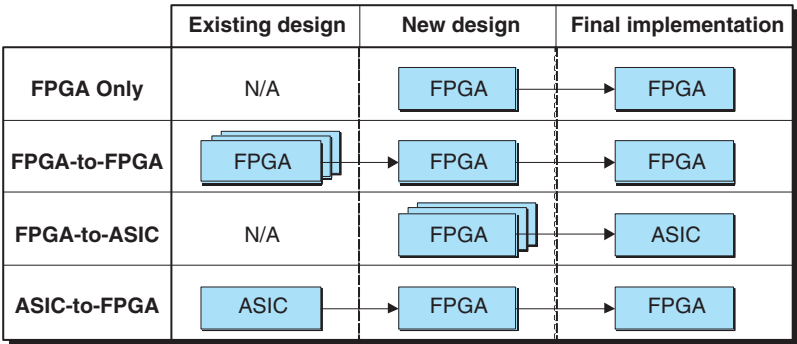 Existing design New design Final implementation
FPGA Only N/A FPGA FPGA
FPGA-to-FPGA FPGA FPGA FPGA
FPGA-to-ASIC N/A FPGA ASIC
ASIC-to-FPGA ASIC FPGA FPGA